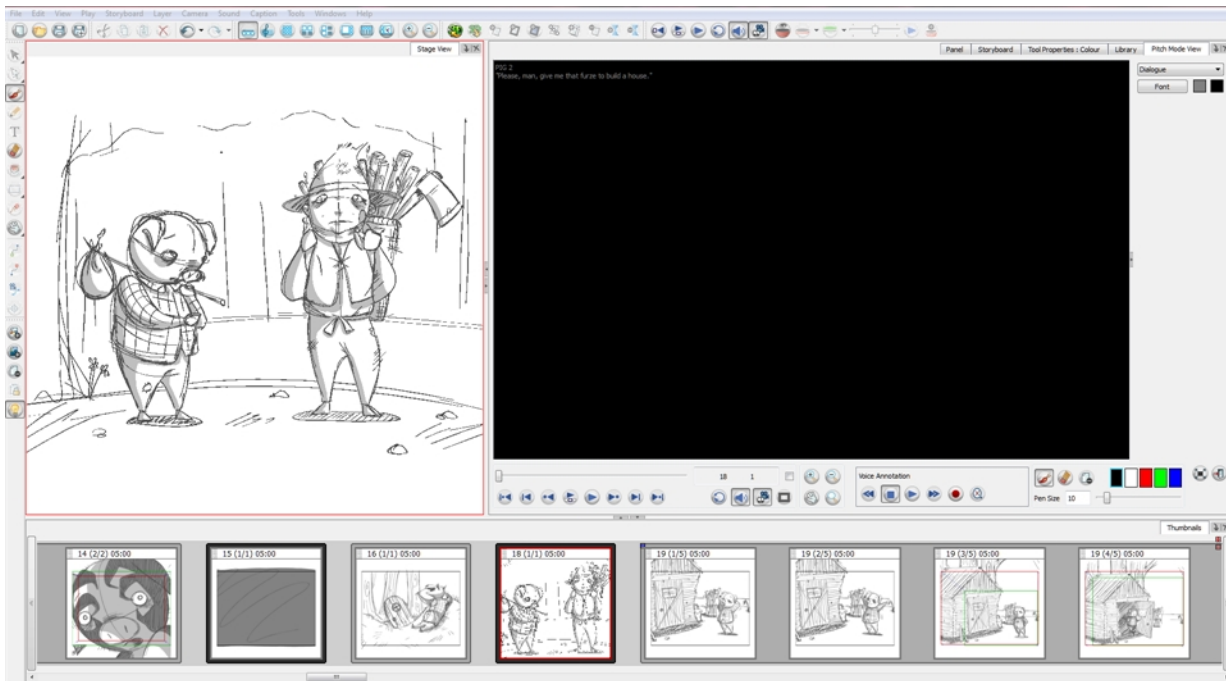 File Edit View Play Storyboard Layer Camera Sound Caption Tools Windows Help
Stage View
Panel Storyboard Tool Properties : Colour Library Pitch Mode View
PIG 2
"Please, man, give me that furze to build a house."
Dialogue
Font
18 1
Voice Annotation
Pen Size 10
Thumbnails
14 (2/2) 05:00
15 (1/1) 05:00
16 (1/1) 05:00
18 (1/1) 05:00
19 (1/5) 05:00
19 (2/5) 05:00
19 (3/5) 05:00
19 (4/5) 05:00